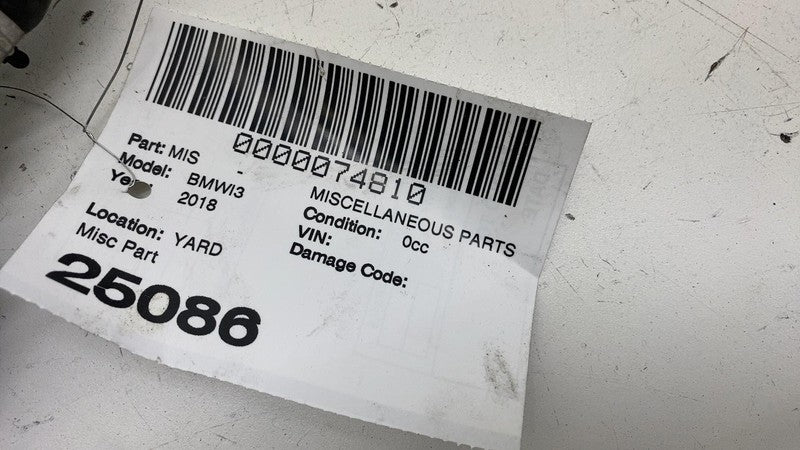 0000074810
Part: MIS - MISCELLANEOUS PARTS
Model: BMWI3 Condition: 0cc
2018 VIN:
Damage Code:
Location: YARD
Misc Part
25086